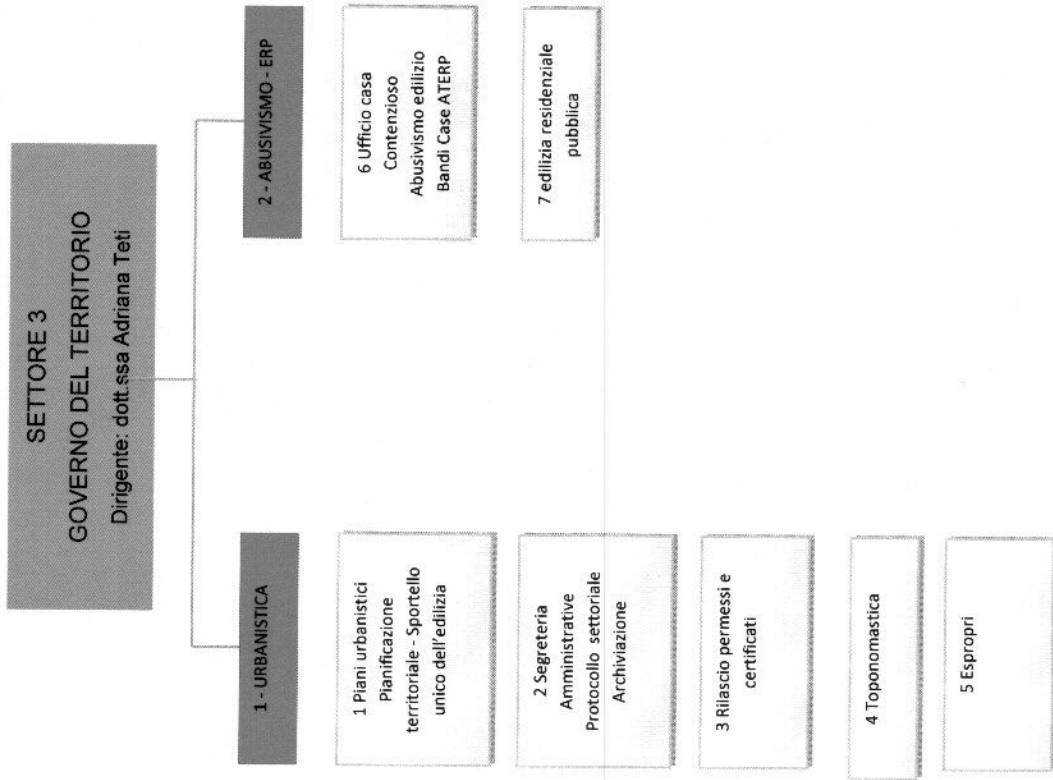 SETTORE 3
GOVERNO DEL TERRITORIO
Dirigente: dott.ssa Adriana Teti
1 - URBANISTICA
1 Piani urbanistici
Pianificazione
territoriale - Sportello
unico dell'edilizia
2 Segreteria
Amministrative
Protocollo settoriale
Archiviazione
3 Rilascio permessi e
certificati
4 Toponomastica
5 Espropri
2 - ABUSIVISMO - ERP
6 Ufficio casa
Contenzioso
Abusivismo edilizio
Bandi Case ATERP
7 edilizia residenziale
pubblica